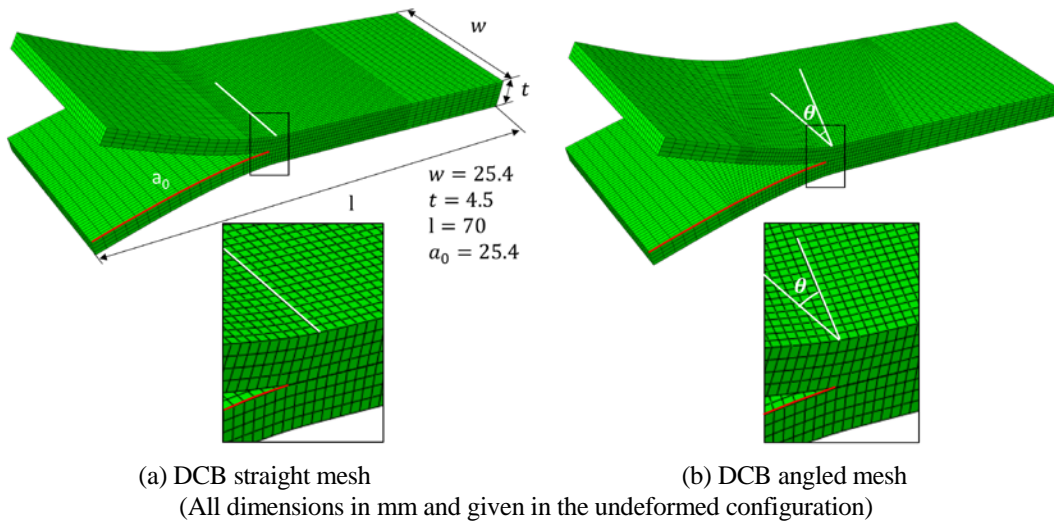 w
t
a₀
l
w = 25.4
t = 4.5
l = 70
a₀ = 25.4
θ
θ
(a) DCB straight mesh
(b) DCB angled mesh
(All dimensions in mm and given in the undeformed configuration)